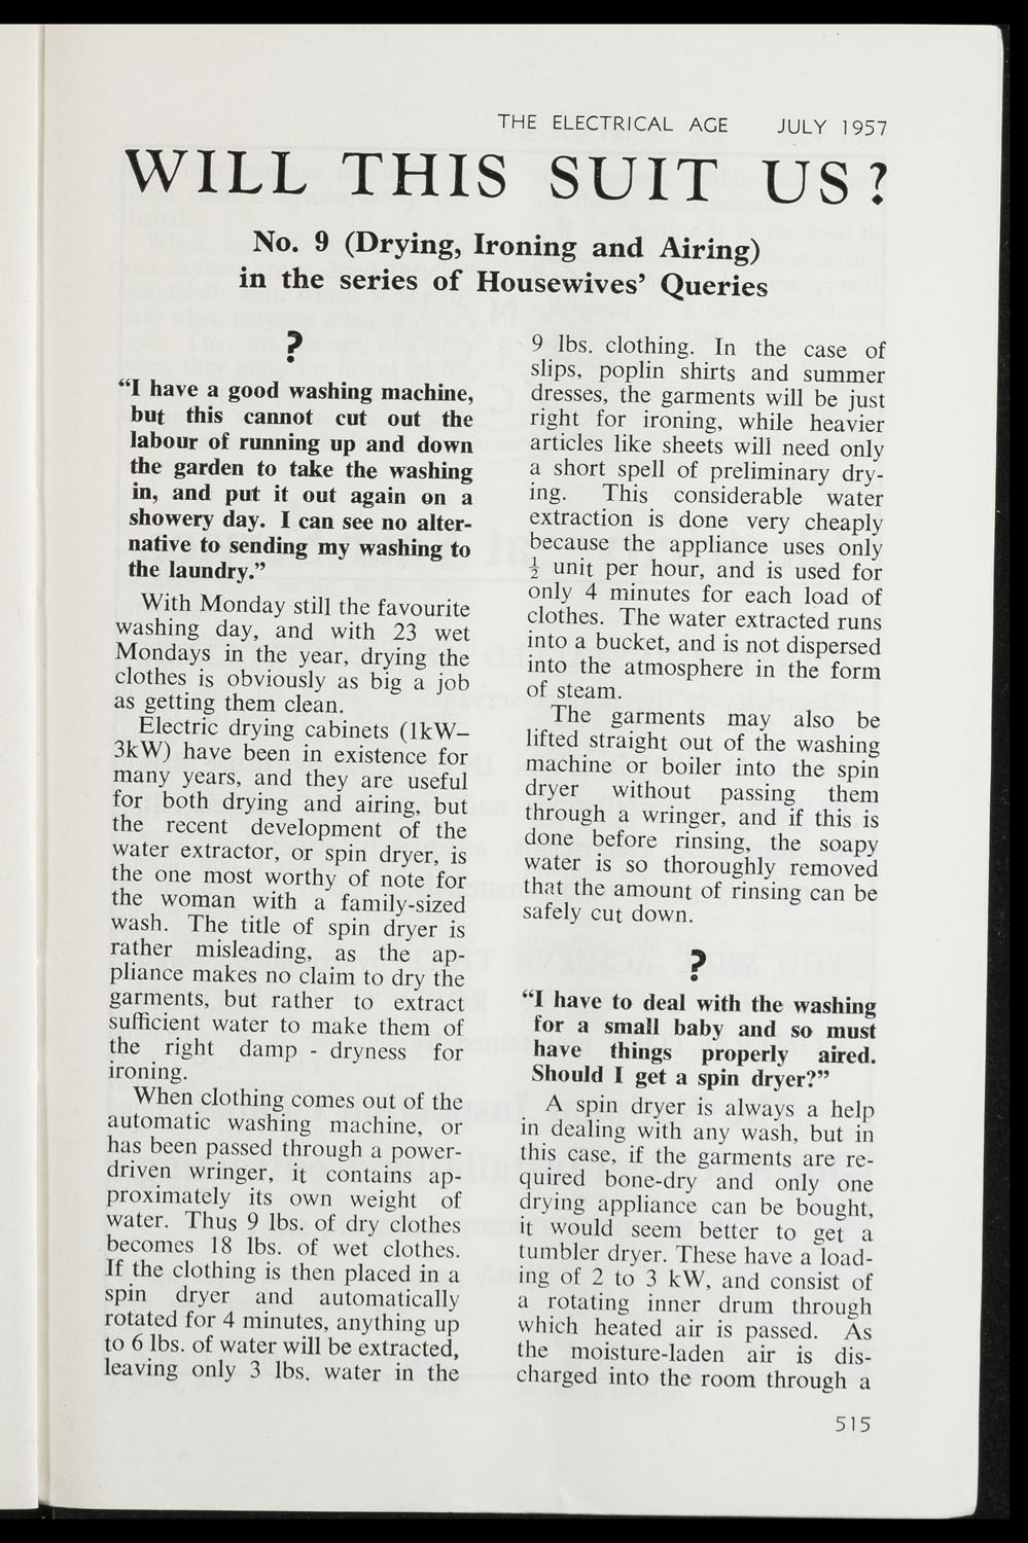 THE ELECTRICAL AGE JULY 1957
WILL THIS SUIT US?
No. 9 (Drying, Ironing and Airing)
in the series of Housewives' Queries
?
“I have a good washing machine,
but this cannot cut out the
labour of running up and down
the garden to take the washing
in, and put it out again on a
showery day. I can see no alter-
native to sending my washing to
the laundry.”
With Monday still the favourite
washing day, and with 23 wet
Mondays in the year, drying the
clothes is obviously as big a job
as getting them clean.
Electric drying cabinets (1kW–
3kW) have been in existence for
many years, and they are useful
for both drying and airing, but
the recent development of the
water extractor, or spin dryer, is
the one most worthy of note for
the woman with a family-sized
wash. The title of spin dryer is
rather misleading, as the ap-
pliance makes no claim to dry the
garments, but rather to extract
sufficient water to make them of
the right damp - dryness for
ironing.
When clothing comes out of the
automatic washing machine, or
has been passed through a power-
driven wringer, it contains ap-
proximately its own weight of
water. Thus 9 lbs. of dry clothes
becomes 18 lbs. of wet clothes.
If the clothing is then placed in a
spin dryer and automatically
rotated for 4 minutes, anything up
to 6 lbs. of water will be extracted,
leaving only 3 lbs. water in the
9 lbs. clothing. In the case of
slips, poplin shirts and summer
dresses, the garments will be just
right for ironing, while heavier
articles like sheets will need only
a short spell of preliminary dry-
ing. This considerable water
extraction is done very cheaply
because the appliance uses only
½ unit per hour, and is used for
only 4 minutes for each load of
clothes. The water extracted runs
into a bucket, and is not dispersed
into the atmosphere in the form
of steam.
The garments may also be
lifted straight out of the washing
machine or boiler into the spin
dryer without passing them
through a wringer, and if this is
done before rinsing, the soapy
water is so thoroughly removed
that the amount of rinsing can be
safely cut down.
?
“I have to deal with the washing
for a small baby and so must
have things properly aired.
Should I get a spin dryer?”
A spin dryer is always a help
in dealing with any wash, but in
this case, if the garments are re-
quired bone-dry and only one
drying appliance can be bought,
it would seem better to get a
tumbler dryer. These have a load-
ing of 2 to 3 kW, and consist of
a rotating inner drum through
which heated air is passed. As
the moisture-laden air is dis-
charged into the room through a
515